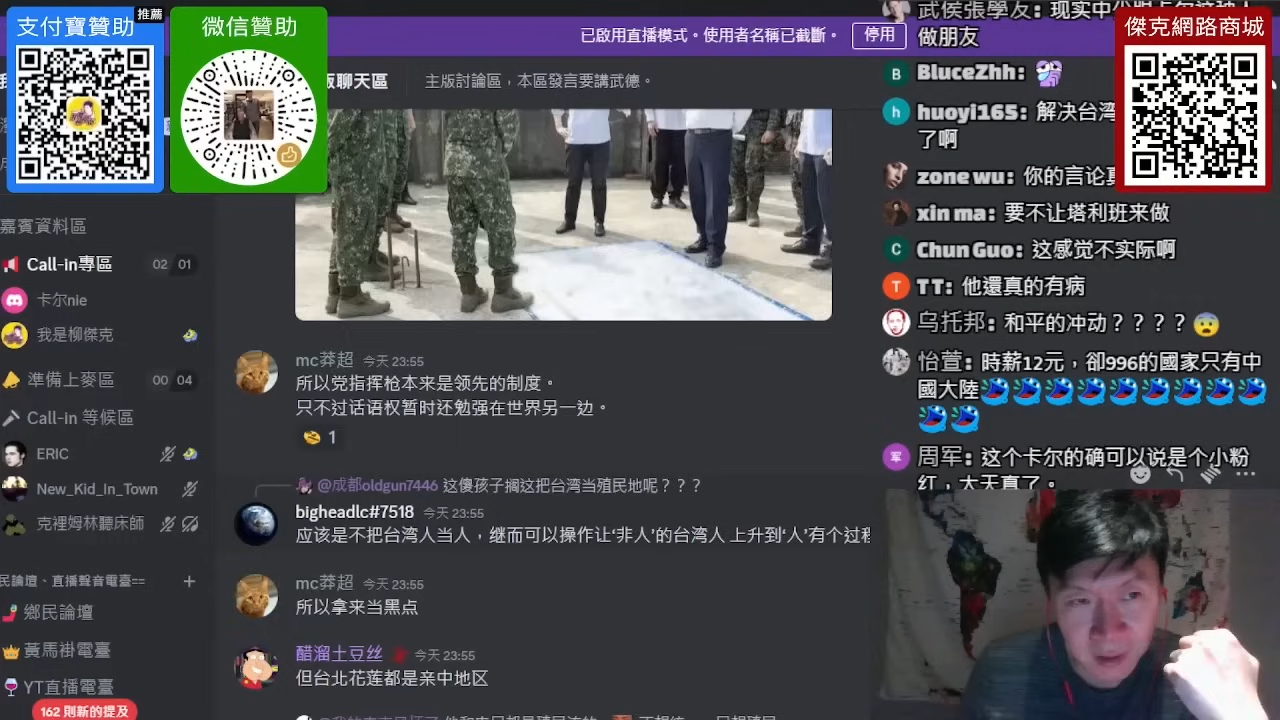 支付寶贊助
推薦
微信贊助
已啟用直播模式。使用者名稱已截斷。
停用
傑克網路商城
版聊天區
主版討論區，本區發言要講武德。
嘉賓資料區
Call-in專區 02 01
卡尔nie
我是柳傑克
準備上麥區 00 04
Call-in 等候區
ERIC
New_Kid_In_Town
克裡姆林聽床師
民論壇、直播聲音電臺==
鄉民論壇
黃馬褂電臺
YT直播電臺
162 則新的提及
mc莽超 今天 23:55
所以党指挥枪本来是领先的制度。
只不过话语权暂时还勉强在世界另一边。
1
@成都oldgun7446 这傻孩子搁这把台湾当殖民地呢？？？
bigheadlc#7518 今天 23:55
应该是不把台湾人当人，继而可以操作让‘非人’的台湾人 上升到‘人’有个过程
mc莽超 今天 23:55
所以拿来当黑点
醋溜土豆丝 今天 23:55
但台北花莲都是亲中地区
武侯張學友：现实中
做朋友
BluceZhh:
huoyi165: 解决台湾
了啊
zone wu: 你的言论
xin ma: 要不让塔利班来做
Chun Guo: 这感觉不实际啊
TT: 他還真的有病
乌托邦: 和平的冲动？？？？
怡萱: 時薪12元，卻996的國家只有中
國大陸
周军: 这个卡尔的确可以说是个小粉
红，太天真了。